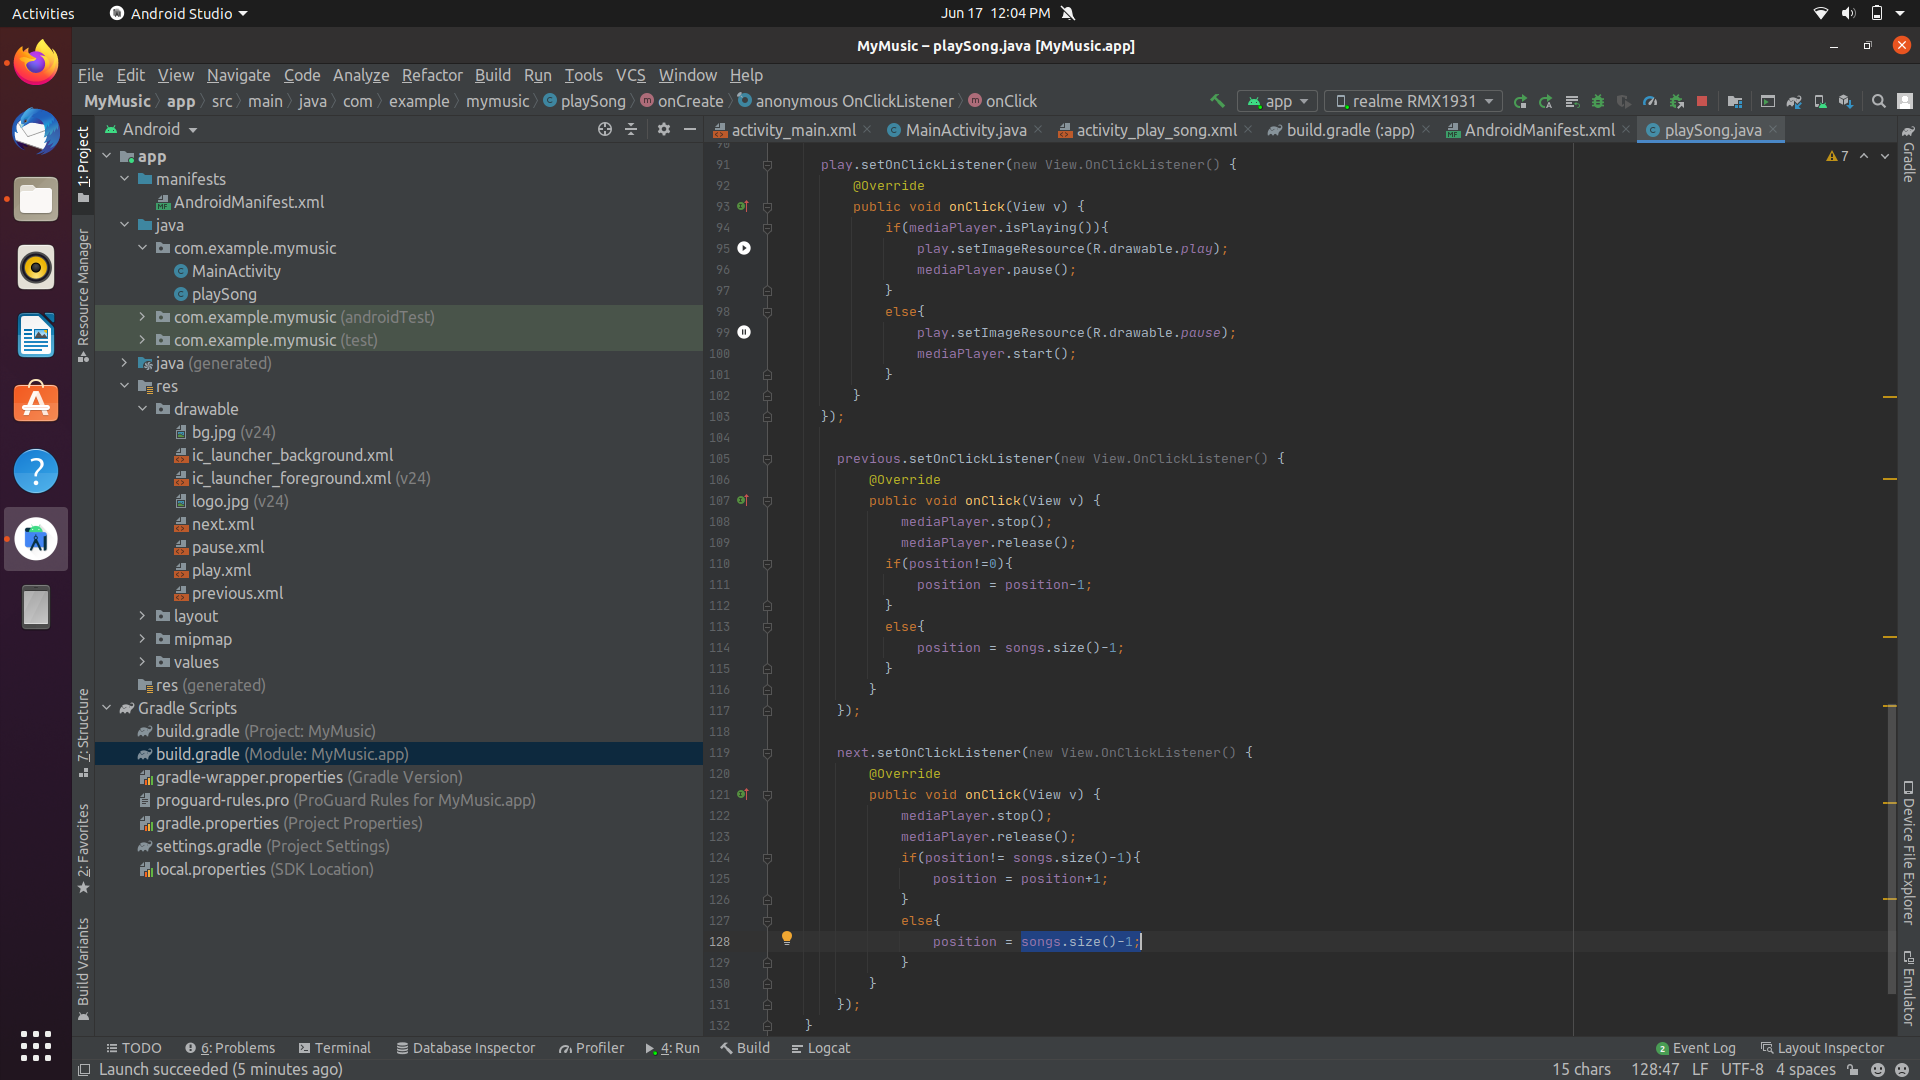 Activities
Android Studio
Jun 17 12:04 PM
MyMusic – playSong.java [MyMusic.app]
File Edit View Navigate Code Analyze Refactor Build Run Tools VCS Window Help
MyMusic app src main java com example mymusic playSong onCreate anonymous OnClickListener onClick
app
realme RMX1931
1: Project
Resource Manager
7: Structure
2: Favorites
Build Variants
Android
app
manifests
AndroidManifest.xml
java
com.example.mymusic
MainActivity
playSong
com.example.mymusic (androidTest)
com.example.mymusic (test)
java (generated)
res
drawable
bg.jpg (v24)
ic_launcher_background.xml
ic_launcher_foreground.xml (v24)
logo.jpg (v24)
next.xml
pause.xml
play.xml
previous.xml
layout
mipmap
values
res (generated)
Gradle Scripts
build.gradle (Project: MyMusic)
build.gradle (Module: MyMusic.app)
gradle-wrapper.properties (Gradle Version)
proguard-rules.pro (ProGuard Rules for MyMusic.app)
gradle.properties (Project Properties)
settings.gradle (Project Settings)
local.properties (SDK Location)
activity_main.xml MainActivity.java activity_play_song.xml build.gradle (:app) AndroidManifest.xml playSong.java
7
90
91 play.setOnClickListener(new View.OnClickListener() {
92 @Override
93 public void onClick(View v) {
94 if(mediaPlayer.isPlaying()){
95 play.setImageResource(R.drawable.play);
96 mediaPlayer.pause();
97 }
98 else{
99 play.setImageResource(R.drawable.pause);
100 mediaPlayer.start();
101 }
102 }
103 });
104
105 previous.setOnClickListener(new View.OnClickListener() {
106 @Override
107 public void onClick(View v) {
108 mediaPlayer.stop();
109 mediaPlayer.release();
110 if(position!=0){
111 position = position-1;
112 }
113 else{
114 position = songs.size()-1;
115 }
116 }
117 });
118
119 next.setOnClickListener(new View.OnClickListener() {
120 @Override
121 public void onClick(View v) {
122 mediaPlayer.stop();
123 mediaPlayer.release();
124 if(position!= songs.size()-1){
125 position = position+1;
126 }
127 else{
128 position = songs.size()-1;
129 }
130 }
131 });
132 }
Gradle
Device File Explorer
Emulator
TODO 6: Problems Terminal Database Inspector Profiler 4: Run Build Logcat
2 Event Log Layout Inspector
Launch succeeded (5 minutes ago)
15 chars 128:47 LF UTF-8 4 spaces